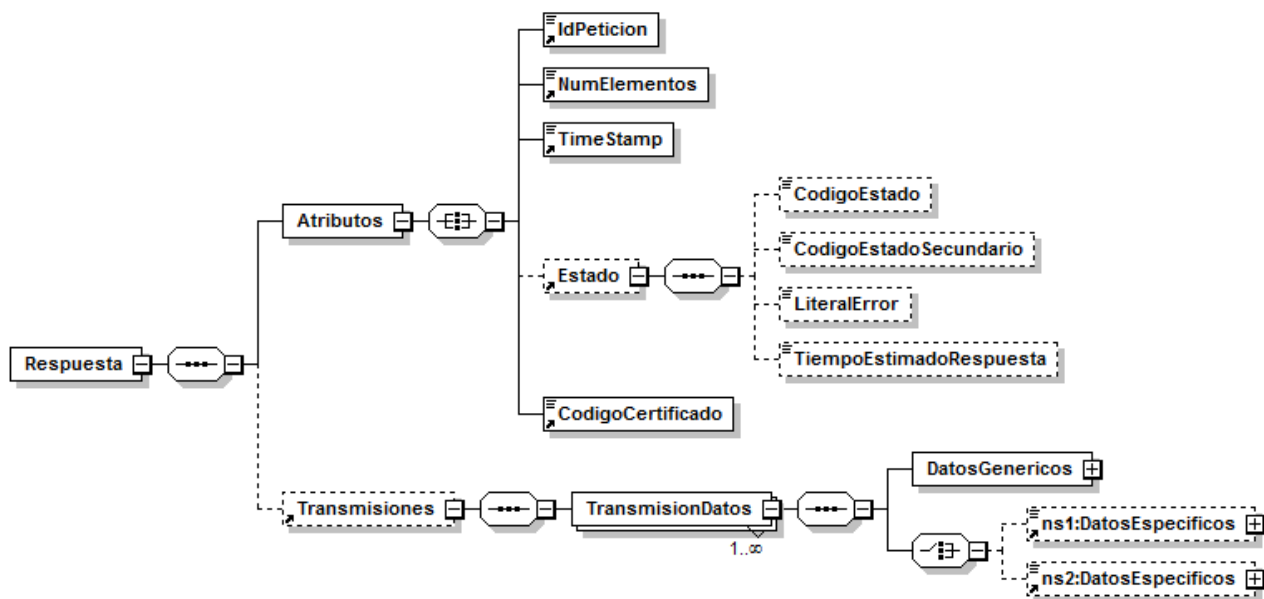 IdPeticion
NumElementos
TimeStamp
CodigoEstado
Atributos
CodigoEstadoSecundario
Estado
LiteralError
TiempoEstimadoRespuesta
Respuesta
CodigoCertificado
DatosGenericos
Transmisiones
TransmisionDatos
1..∞
ns1:DatosEspecificos
ns2:DatosEspecificos